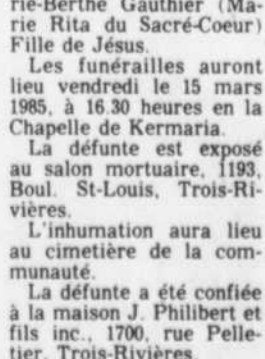 rie-Berthe Gauthier (Ma-
rie Rita du Sacré-Coeur)
Fille de Jésus.
Les funérailles auront
lieu vendredi le 15 mars
1985, à 16.30 heures en la
Chapelle de Kermaria.
La défunte est exposé
au salon mortuaire, 1193,
Boul. St-Louis, Trois-Ri-
vières.
L'inhumation aura lieu
au cimetière de la com-
munauté.
La défunte a été confiée
à la maison J. Philibert et
fils inc., 1700, rue Pelle-
tier, Trois-Rivières